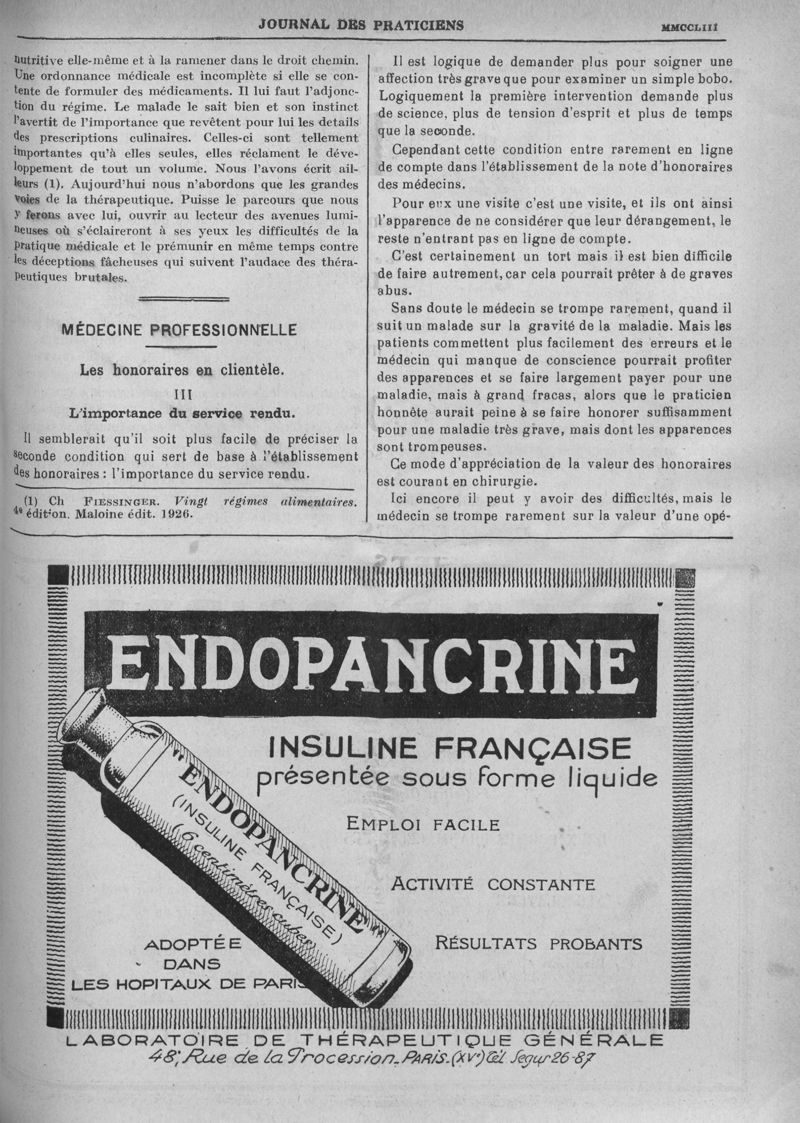 JOURNAL DES PRATICIENS
MMCCLIII
nutritive elle-même et à la ramener dans le droit chemin.
Une ordonnance médicale est incomplète si elle se con-
tente de formuler des médicaments. Il lui faut l'adjonc-
tion du régime. Le malade le sait bien et son instinct
l'avertit de l'importance que revêtent pour lui les details
des prescriptions culinaires. Celles-ci sont tellement
importantes qu'à elles seules, elles réclament le déve-
loppement de tout un volume. Nous l'avons écrit ail-
leurs (1). Aujourd'hui nous n'abordons que les grandes
voies de la thérapeutique. Puisse le parcours que nous
y ferons avec lui, ouvrir au lecteur des avenues lumi-
neuses où s'éclaireront à ses yeux les difficultés de la
pratique médicale et le prémunir en même temps contre
les déceptions fâcheuses qui suivent l'audace des théra-
peutiques brutales.
MÉDECINE PROFESSIONNELLE
Les honoraires en clientèle.
III
L'importance du service rendu.
Il semblerait qu'il soit plus facile de préciser la
seconde condition qui sert de base à l'établissement
des honoraires : l'importance du service rendu.
(1) Ch FIESSINGER. Vingt régimes alimentaires.
4e édition. Maloine édit. 1926.
Il est logique de demander plus pour soigner une
affection très grave que pour examiner un simple bobo.
Logiquement la première intervention demande plus
de science, plus de tension d'esprit et plus de temps
que la seconde.
Cependant cette condition entre rarement en ligne
de compte dans l'établissement de la note d'honoraires
des médecins.
Pour eux une visite c'est une visite, et ils ont ainsi
l'apparence de ne considérer que leur dérangement, le
reste n'entrant pas en ligne de compte.
C'est certainement un tort mais il est bien difficile
de faire autrement, car cela pourrait prêter à de graves
abus.
Sans doute le médecin se trompe rarement, quand il
suit un malade sur la gravité de la maladie. Mais les
patients commettent plus facilement des erreurs et le
médecin qui manque de conscience pourrait profiter
des apparences et se faire largement payer pour une
maladie, mais à grand fracas, alors que le praticien
honnête aurait peine à se faire honorer suffisamment
pour une maladie très grave, mais dont les apparences
sont trompeuses.
Ce mode d'appréciation de la valeur des honoraires
est courant en chirurgie.
Ici encore il peut y avoir des difficultés, mais le
médecin se trompe rarement sur la valeur d'une opé-
ENDOPANCRINE
INSULINE FRANÇAISE
présentée sous forme liquide
EMPLOI FACILE
ACTIVITÉ CONSTANTE
RÉSULTATS PROBANTS
"ENDOPANCRINE"
(INSULINE FRANÇAISE)
(6 centimètres cubes)
ADOPTÉE
DANS
LES HOPITAUX DE PARIS
LABORATOIRE DE THÉRAPEUTIQUE GÉNÉRALE
48, Rue de la Procession. PARIS. (XVe) Tél. Segur 26-87